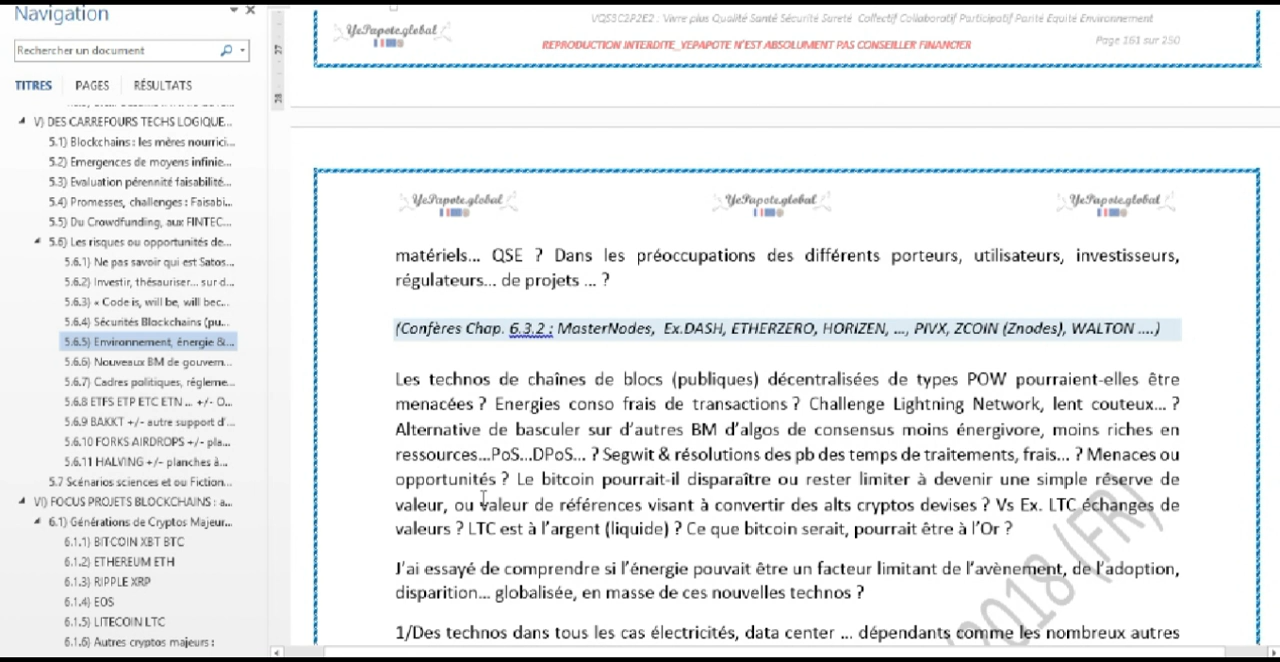 Navigation
Rechercher un document
TITRES PAGES RÉSULTATS
V) DES CARREFOURS TECHS LOGIQUE...
5.1) Blockchains : les mères nourrici...
5.2) Emergences de moyens infinie...
5.3) Evaluation pérennité faisabilité...
5.4) Promesses, challenges : Faisabi...
5.5) Du Crowdfunding, aux FINTEC...
5.6) Les risques ou opportunités de...
5.6.1) Ne pas savoir qui est Satos...
5.6.2) Investir, thésauriser... sur d...
5.6.3) « Code is, will be, will bec...
5.6.4) Sécurités Blockchains (pu...
5.6.5) Environnement, énergie &...
5.6.6) Nouveaux BM de gouvern...
5.6.7) Cadres politiques, régleme...
5.6.8 ETFS ETP ETC ETN ... +/- O...
5.6.9 BAKKT +/- autre support d'...
5.6.10 FORKS AIRDROPS +/- pla...
5.6.11 HALVING +/- planches à...
5.7 Scénarios sciences et ou Fiction...
VI) FOCUS PROJETS BLOCKCHAINS : a...
6.1) Générations de Cryptos Majeur...
6.1.1) BITCOIN XBT BTC
6.1.2) ETHEREUM ETH
6.1.3) RIPPLE XRP
6.1.4) EOS
6.1.5) LITECOIN LTC
6.1.6) Autres cryptos majeurs :
27
28
VQS3C2P2E2 : Vivre plus Qualité Santé Sécurité Sureté Collectif Collaboratif Participatif Parité Equité Environnement
YePapote.global
REPRODUCTION INTERDITE_YEPAPOTE N'EST ABSOLUMENT PAS CONSEILLER FINANCIER
Page 161 sur 250
YePapote.global YePapote.global YePapote.global
matériels... QSE ? Dans les préoccupations des différents porteurs, utilisateurs, investisseurs,
régulateurs... de projets ... ?
(Confères Chap. 6.3.2 : MasterNodes, Ex.DASH, ETHERZERO, HORIZEN, ..., PIVX, ZCOIN (Znodes), WALTON ....)
Les technos de chaînes de blocs (publiques) décentralisées de types POW pourraient-elles être
menacées ? Energies conso frais de transactions ? Challenge Lightning Network, lent couteux... ?
Alternative de basculer sur d'autres BM d'algos de consensus moins énergivore, moins riches en
ressources...PoS...DPoS... ? Segwit & résolutions des pb des temps de traitements, frais... ? Menaces ou
opportunités ? Le bitcoin pourrait-il disparaître ou rester limiter à devenir une simple réserve de
valeur, ou valeur de références visant à convertir des alts cryptos devises ? Vs Ex. LTC échanges de
valeurs ? LTC est à l'argent (liquide) ? Ce que bitcoin serait, pourrait être à l'Or ?
J'ai essayé de comprendre si l'énergie pouvait être un facteur limitant de l'avènement, de l'adoption,
disparition... globalisée, en masse de ces nouvelles technos ?
1/Des technos dans tous les cas électricités, data center ... dépendants comme les nombreux autres
2018 (FR)